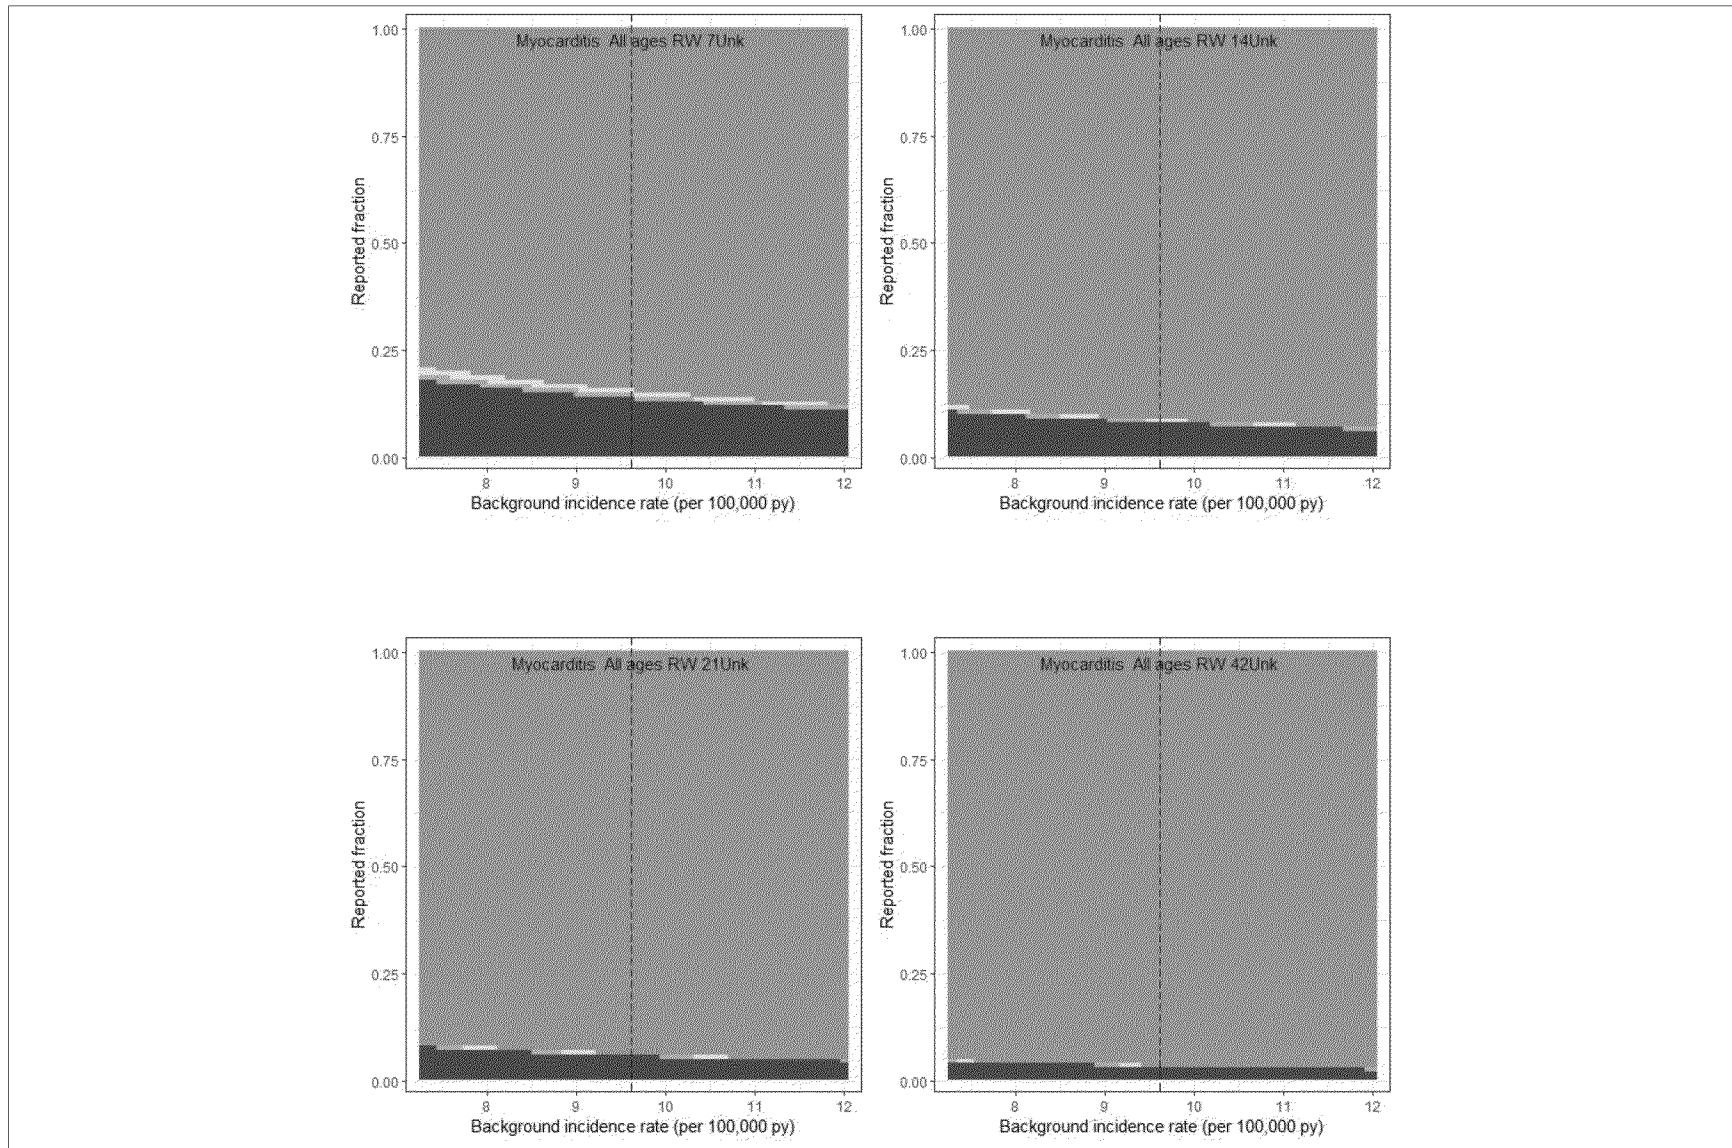 Myocarditis All ages RW 7Unk
1.00
0.75
0.50
0.25
0.00
Reported fraction
8 9 10 11 12
Background incidence rate (per 100,000 py)
Myocarditis All ages RW 14Unk
1.00
0.75
0.50
0.25
0.00
Reported fraction
8 9 10 11 12
Background incidence rate (per 100,000 py)
Myocarditis All ages RW 21Unk
1.00
0.75
0.50
0.25
0.00
Reported fraction
8 9 10 11 12
Background incidence rate (per 100,000 py)
Myocarditis All ages RW 42Unk
1.00
0.75
0.50
0.25
0.00
Reported fraction
8 9 10 11 12
Background incidence rate (per 100,000 py)